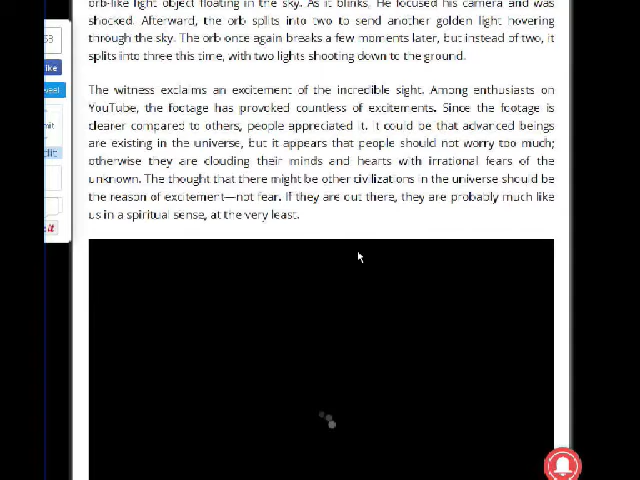 orb-like light object floating in the sky. As it blinks, He focused his camera and was
shocked. Afterward, the orb splits into two to send another golden light hovering
through the sky. The orb once again breaks a few moments later, but instead of two, it
splits into three this time, with two lights shooting down to the ground.
The witness exclaims an excitement of the incredible sight. Among enthusiasts on
YouTube, the footage has provoked countless of excitements. Since the footage is
clearer compared to others, people appreciated it. It could be that advanced beings
are existing in the universe, but it appears that people should not worry too much;
otherwise they are clouding their minds and hearts with irrational fears of the
unknown. The thought that there might be other civilizations in the universe should be
the reason of excitement—not fear. If they are out there, they are probably much like
us in a spiritual sense, at the very least.
53
ike
weet
mit
dit
it